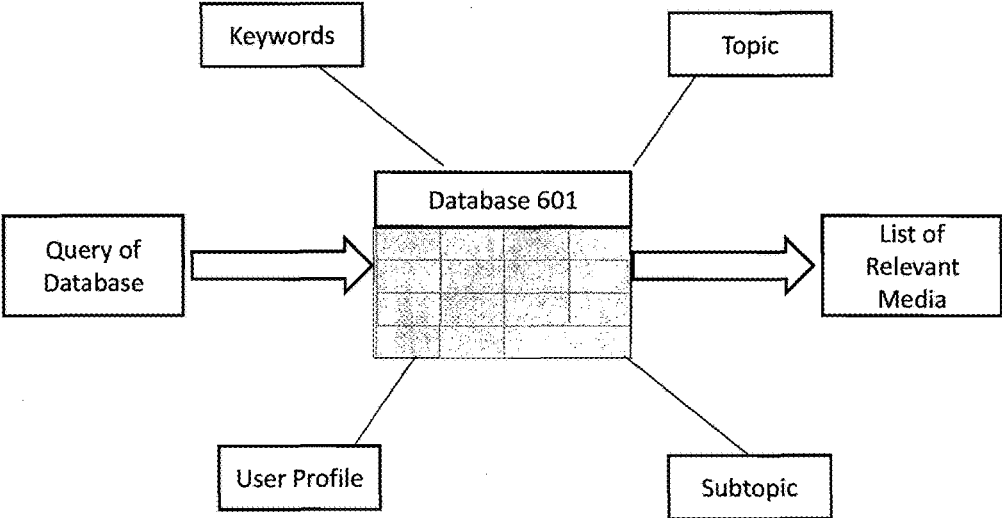 Keywords
Topic
Database 601
Query of
Database
List of
Relevant
Media
User Profile
Subtopic